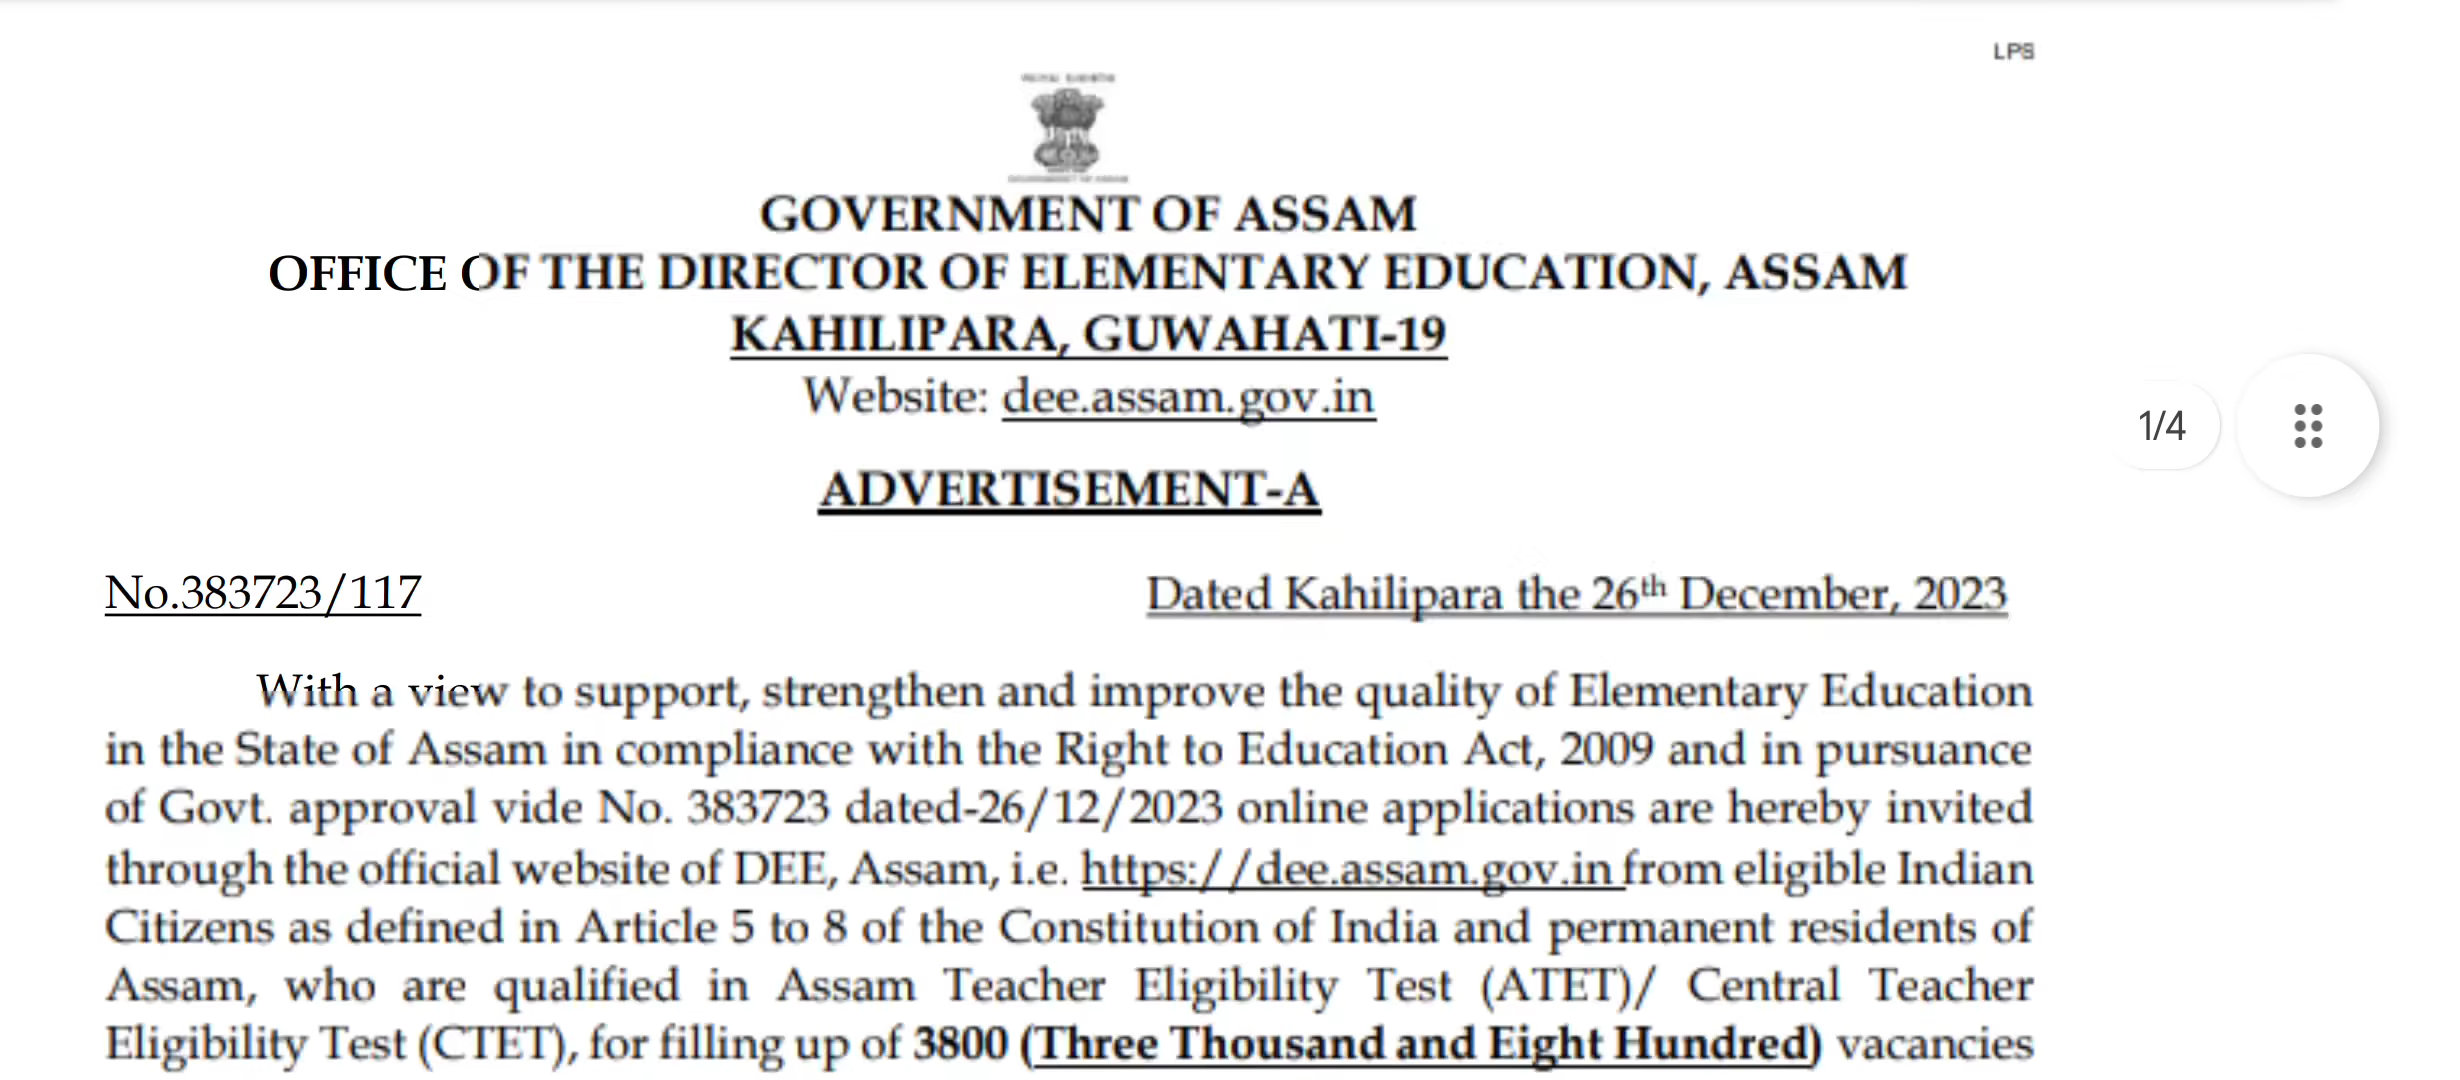 LPS
GOVERNMENT OF ASSAM
OFFICE OF THE DIRECTOR OF ELEMENTARY EDUCATION, ASSAM
KAHILIPARA, GUWAHATI-19
Website: dee.assam.gov.in
1/4
ADVERTISEMENT-A
No.383723/117 Dated Kahilipara the 26th December, 2023
With a view to support, strengthen and improve the quality of Elementary Education
in the State of Assam in compliance with the Right to Education Act, 2009 and in pursuance
of Govt. approval vide No. 383723 dated-26/12/2023 online applications are hereby invited
through the official website of DEE, Assam, i.e. https://dee.assam.gov.in from eligible Indian
Citizens as defined in Article 5 to 8 of the Constitution of India and permanent residents of
Assam, who are qualified in Assam Teacher Eligibility Test (ATET)/ Central Teacher
Eligibility Test (CTET), for filling up of 3800 (Three Thousand and Eight Hundred) vacancies